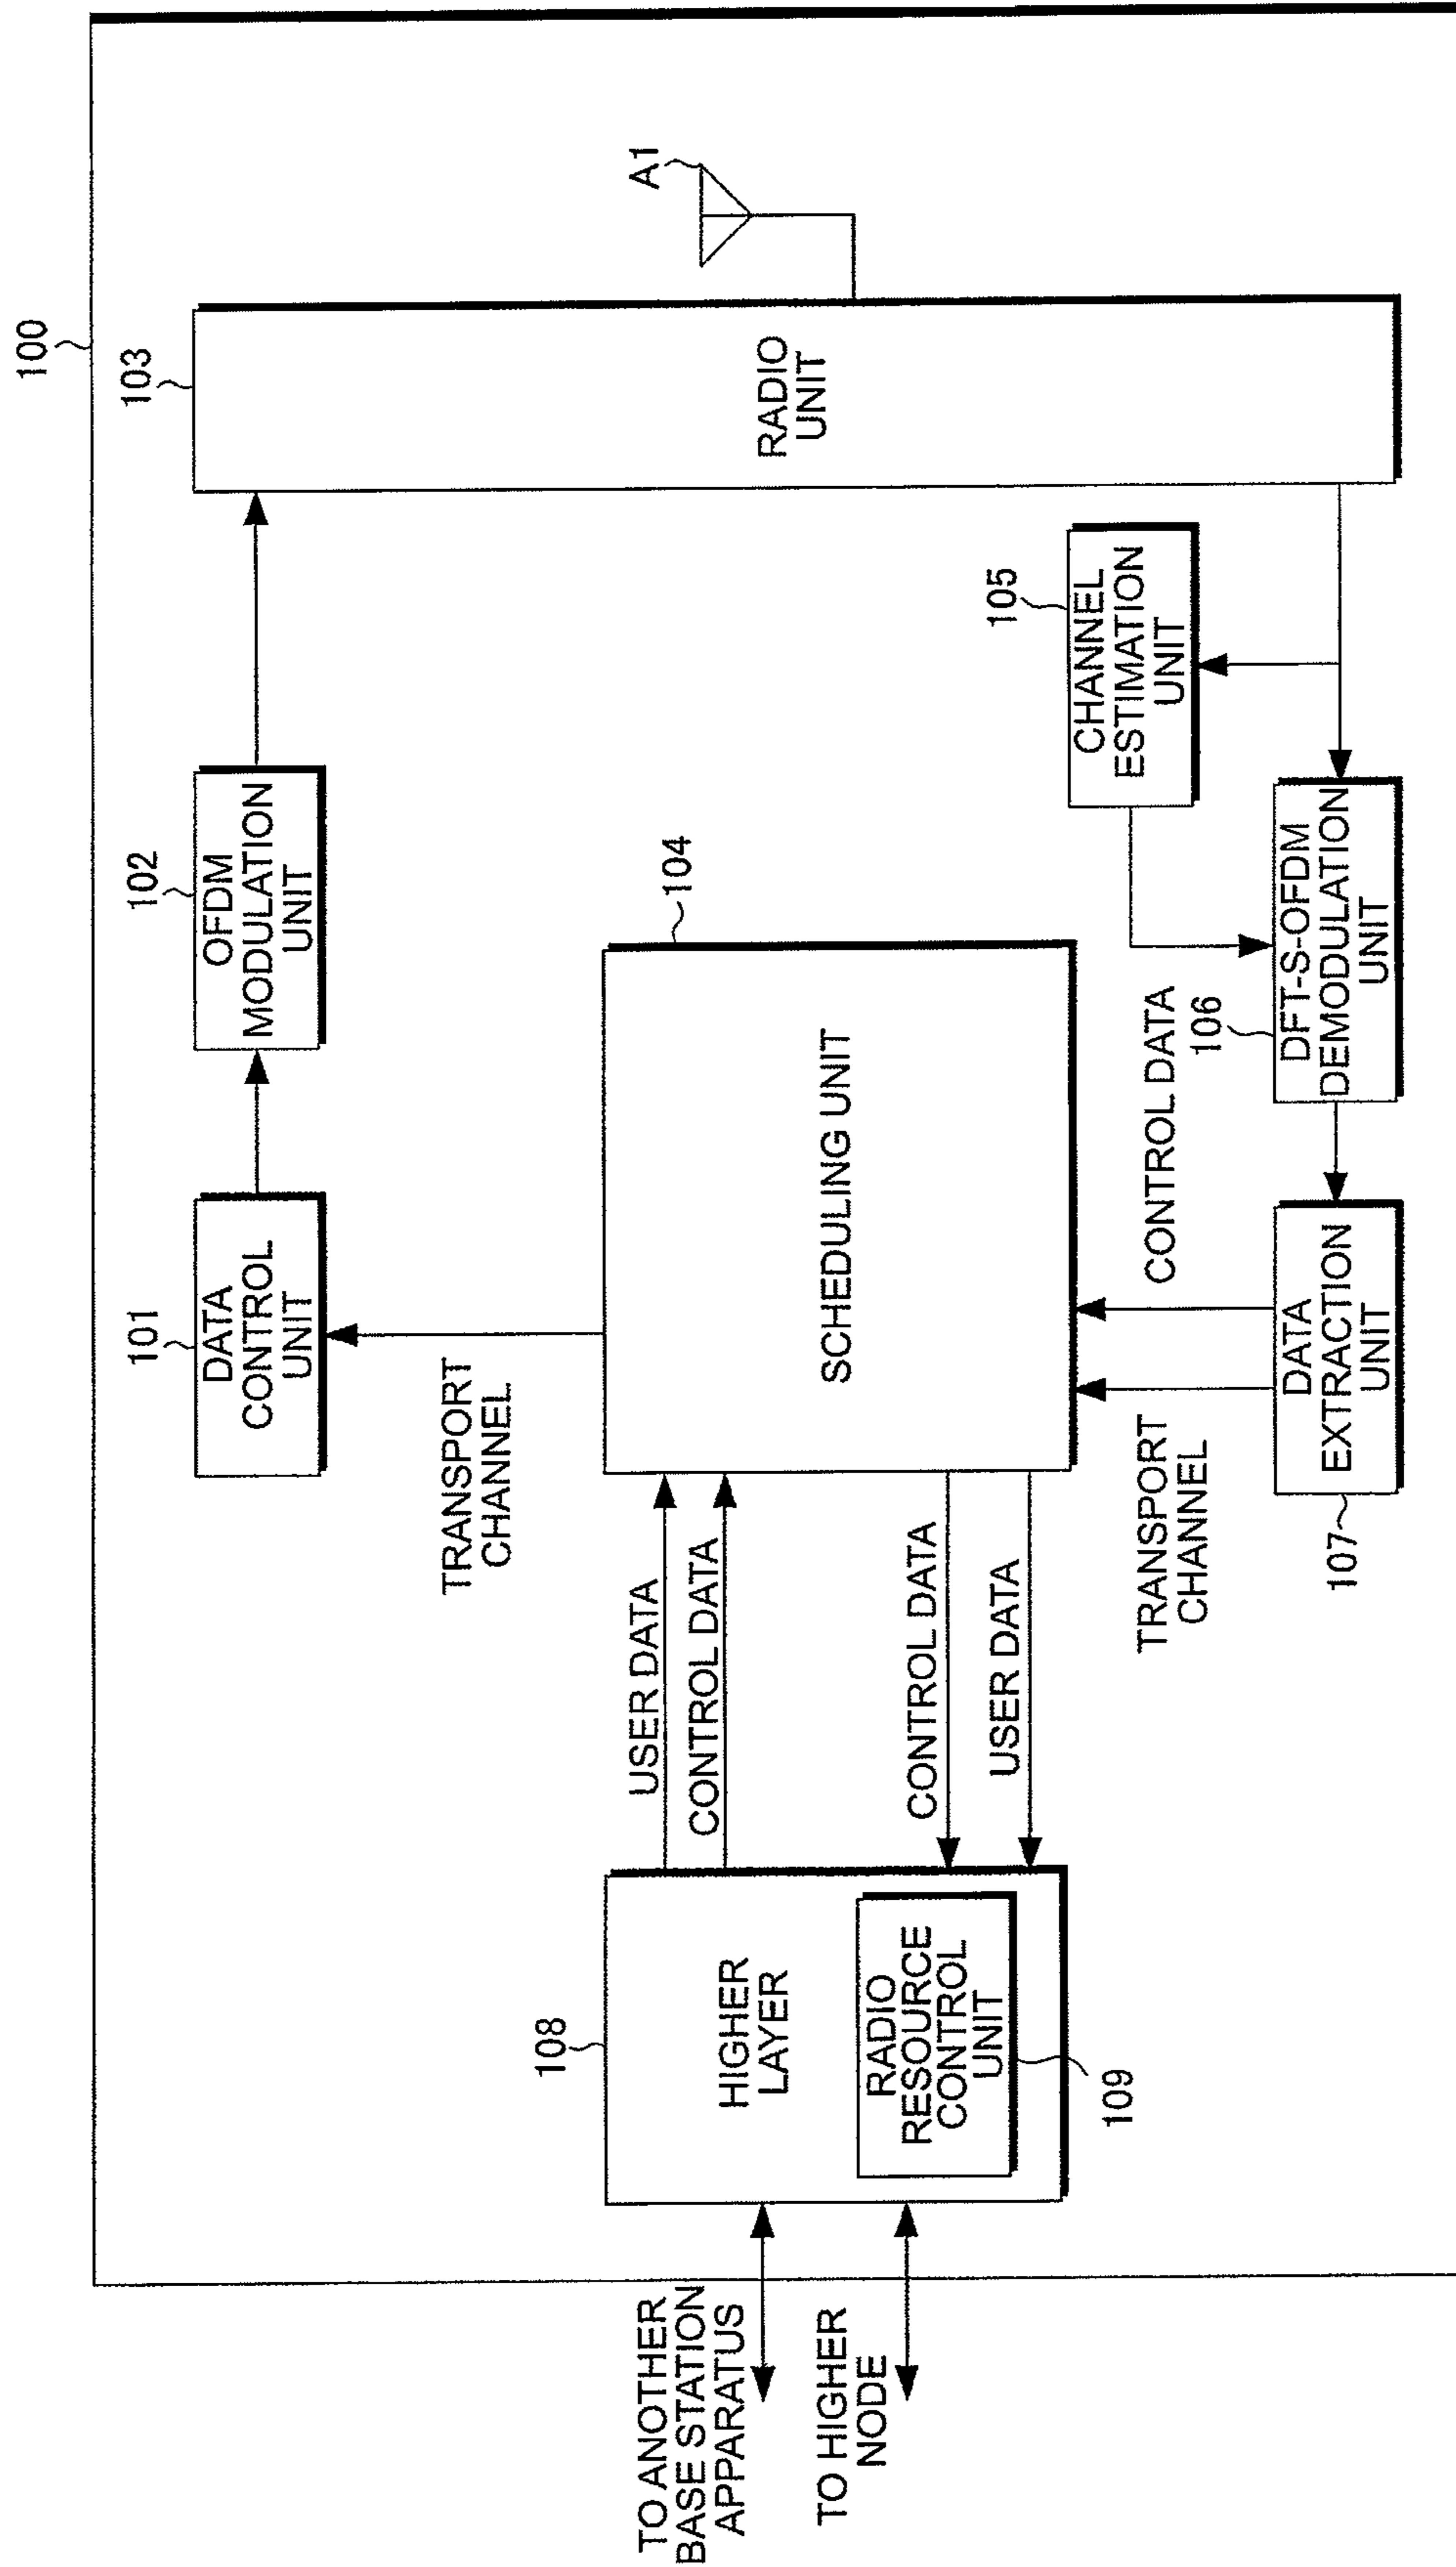 100
103
RADIO
UNIT
A1
102
OFDM
MODULATION
UNIT
105
CHANNEL
ESTIMATION
UNIT
101
DATA
CONTROL
UNIT
104
SCHEDULING UNIT
106
DFT-S-OFDM
DEMODULATION
UNIT
CONTROL DATA
TRANSPORT
CHANNEL
107
DATA
EXTRACTION
UNIT
TRANSPORT
CHANNEL
USER DATA
CONTROL DATA
CONTROL DATA
USER DATA
108
HIGHER
LAYER
RADIO
RESOURCE
CONTROL
UNIT
109
TO ANOTHER
BASE STATION
APPARATUS
TO HIGHER
NODE